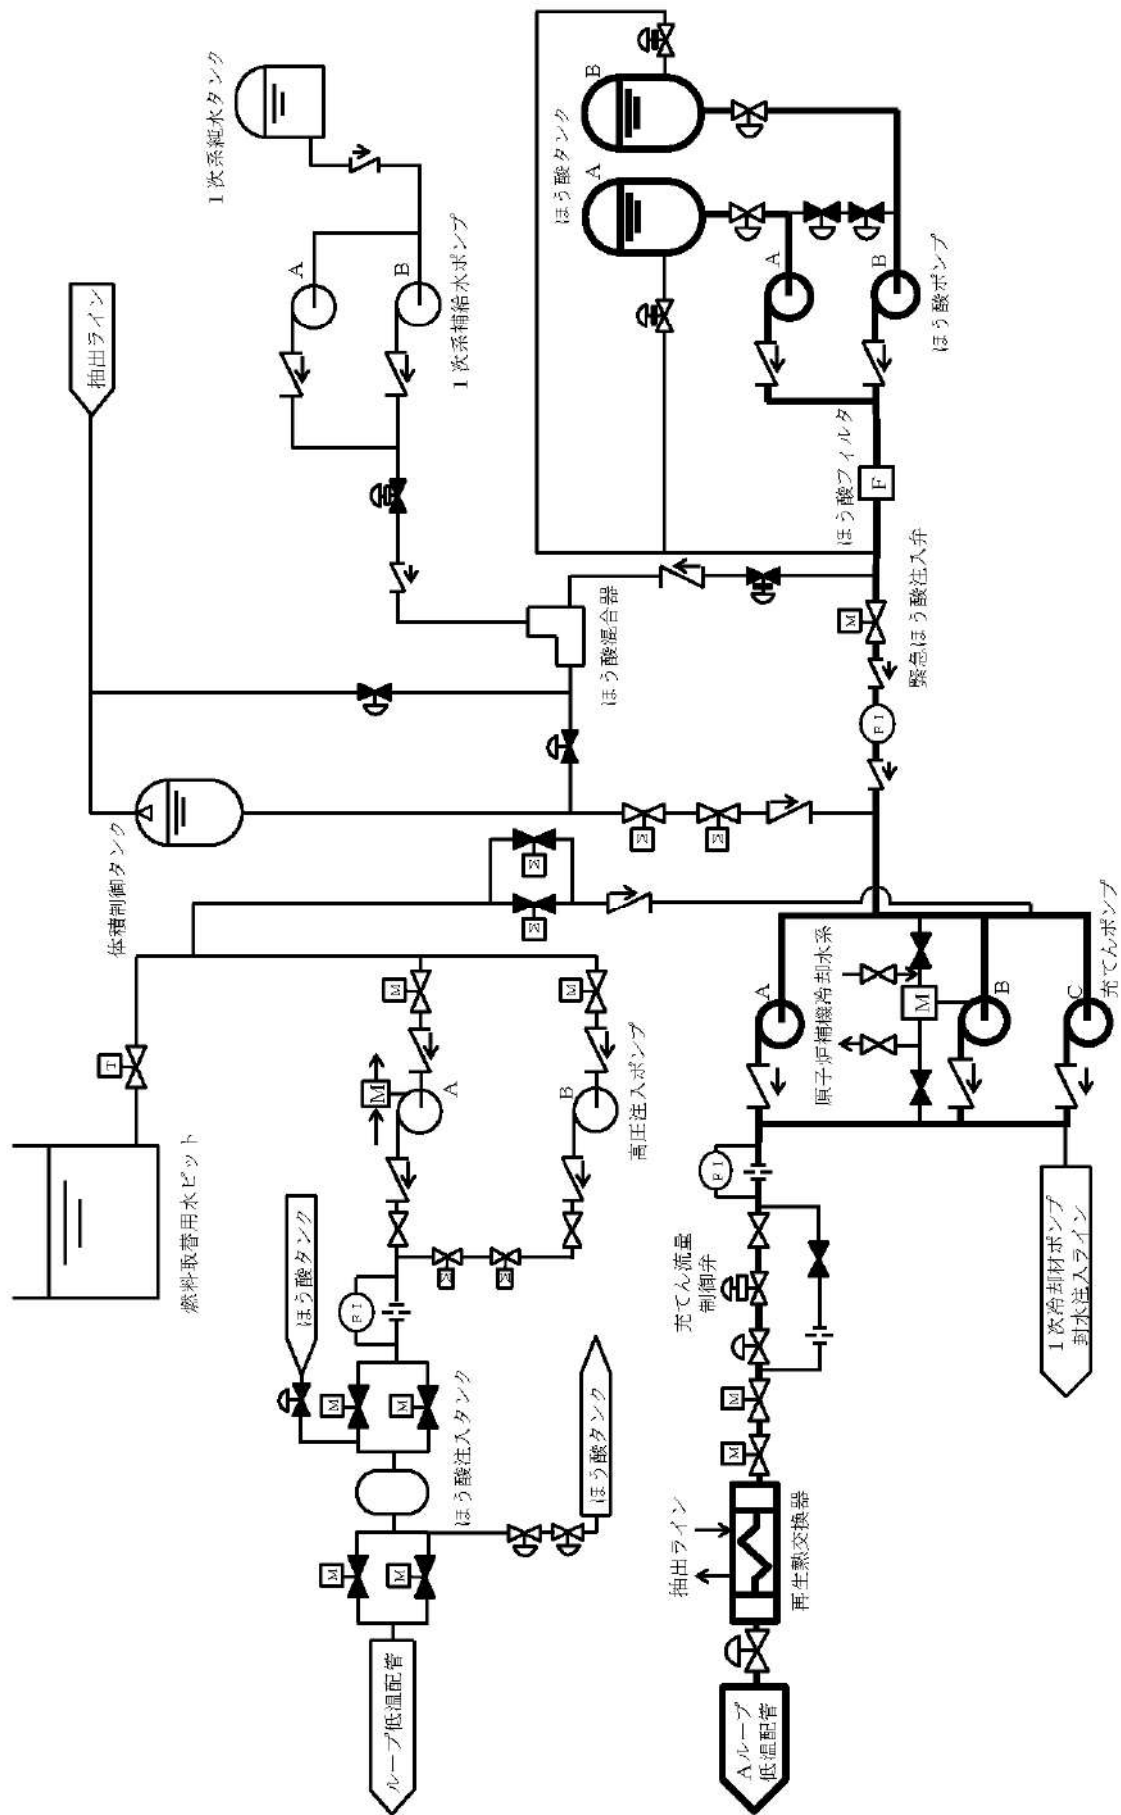 1次系純水タンク
抽出ライン
A
B
1次系補給水ポンプ
ほう酸タンク
B
A
A
B
ほう酸ポンプ
ほう酸フィルタ
F
M
緊急ほう酸注入弁
ほう酸混合器
FI
体積制御タンク
M
M
M
M
T
燃料取替用水ピット
M
M
M
A
B
高圧注入ポンプ
M
M
ほう酸タンク
FI
M
M
ほう酸注入タンク
ほう酸タンク
M
M
ループ低温配管
A
原子炉補機冷却水系
M
B
C
充てんポンプ
FI
充てん流量
制御弁
1次冷却材ポンプ
封水注入ライン
M
M
抽出ライン
再生熱交換器
Aループ
低温配管